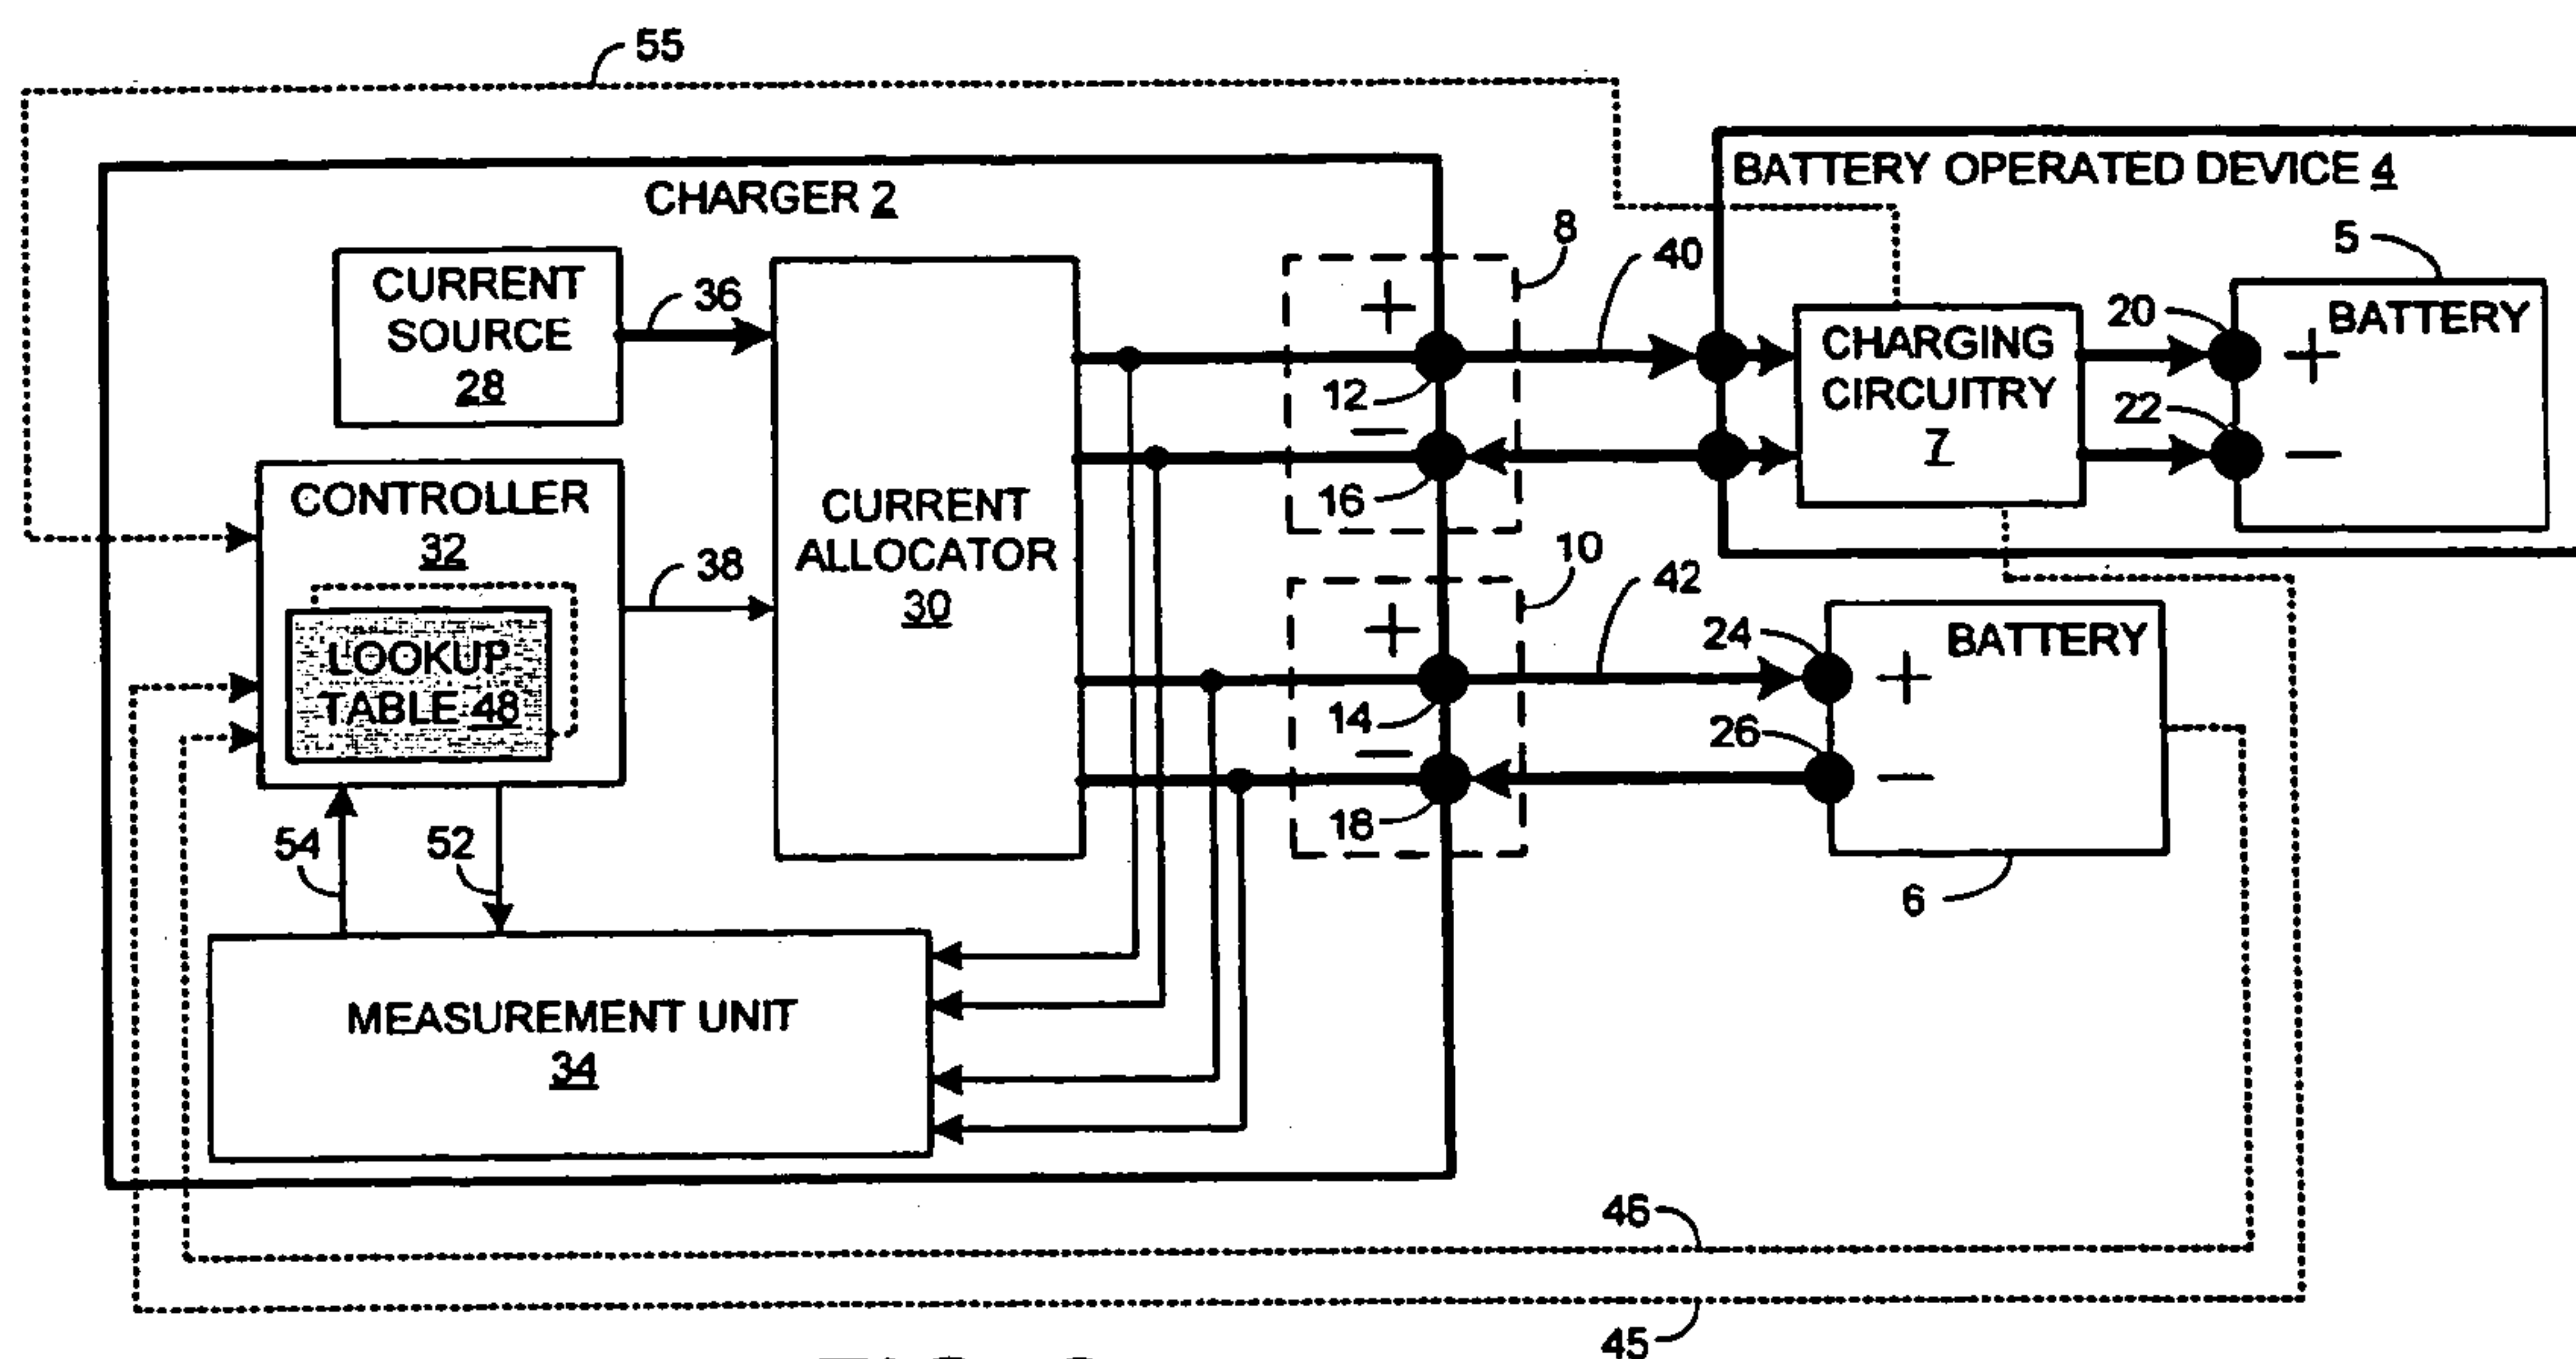 55
CHARGER 2
BATTERY OPERATED DEVICE 4
CURRENT
SOURCE
28
36
8
40
5
BATTERY
+
12
−
16
CHARGING
CIRCUITRY
7
20
+
22
−
CONTROLLER
32
38
CURRENT
ALLOCATOR
30
10
42
LOOKUP
TABLE 48
+
14
−
18
24
BATTERY
+
26
−
6
54
52
MEASUREMENT UNIT
34
46
45